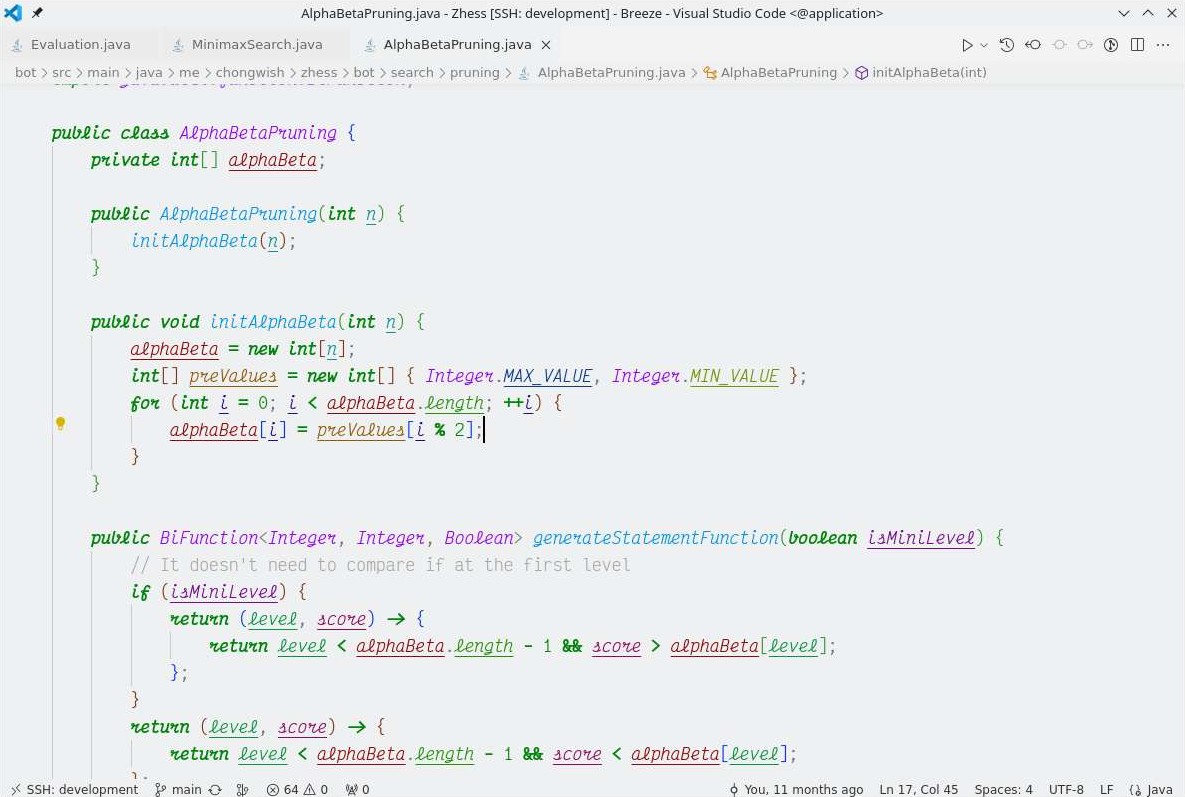 AlphaBetaPruning.java - Zhess [SSH: development] - Breeze - Visual Studio Code <@application>
Evaluation.java MinimaxSearch.java AlphaBetaPruning.java
bot > src > main > java > me > chongwish > zhess > bot > search > pruning > AlphaBetaPruning.java > AlphaBetaPruning > initAlphaBeta(int)
public class AlphaBetaPruning {
private int[] alphaBeta;
public AlphaBetaPruning(int n) {
initAlphaBeta(n);
}
public void initAlphaBeta(int n) {
alphaBeta = new int[n];
int[] preValues = new int[] { Integer.MAX_VALUE, Integer.MIN_VALUE };
for (int i = 0; i < alphaBeta.length; ++i) {
alphaBeta[i] = preValues[i % 2];
}
}
public BiFunction<Integer, Integer, Boolean> generateStatementFunction(boolean isMiniLevel) {
// It doesn't need to compare if at the first level
if (isMiniLevel) {
return (level, score) -> {
return level < alphaBeta.length - 1 && score > alphaBeta[level];
};
}
return (level, score) -> {
return level < alphaBeta.length - 1 && score < alphaBeta[level];
SSH: development main 64 0 0 You, 11 months ago Ln 17, Col 45 Spaces: 4 UTF-8 LF Java